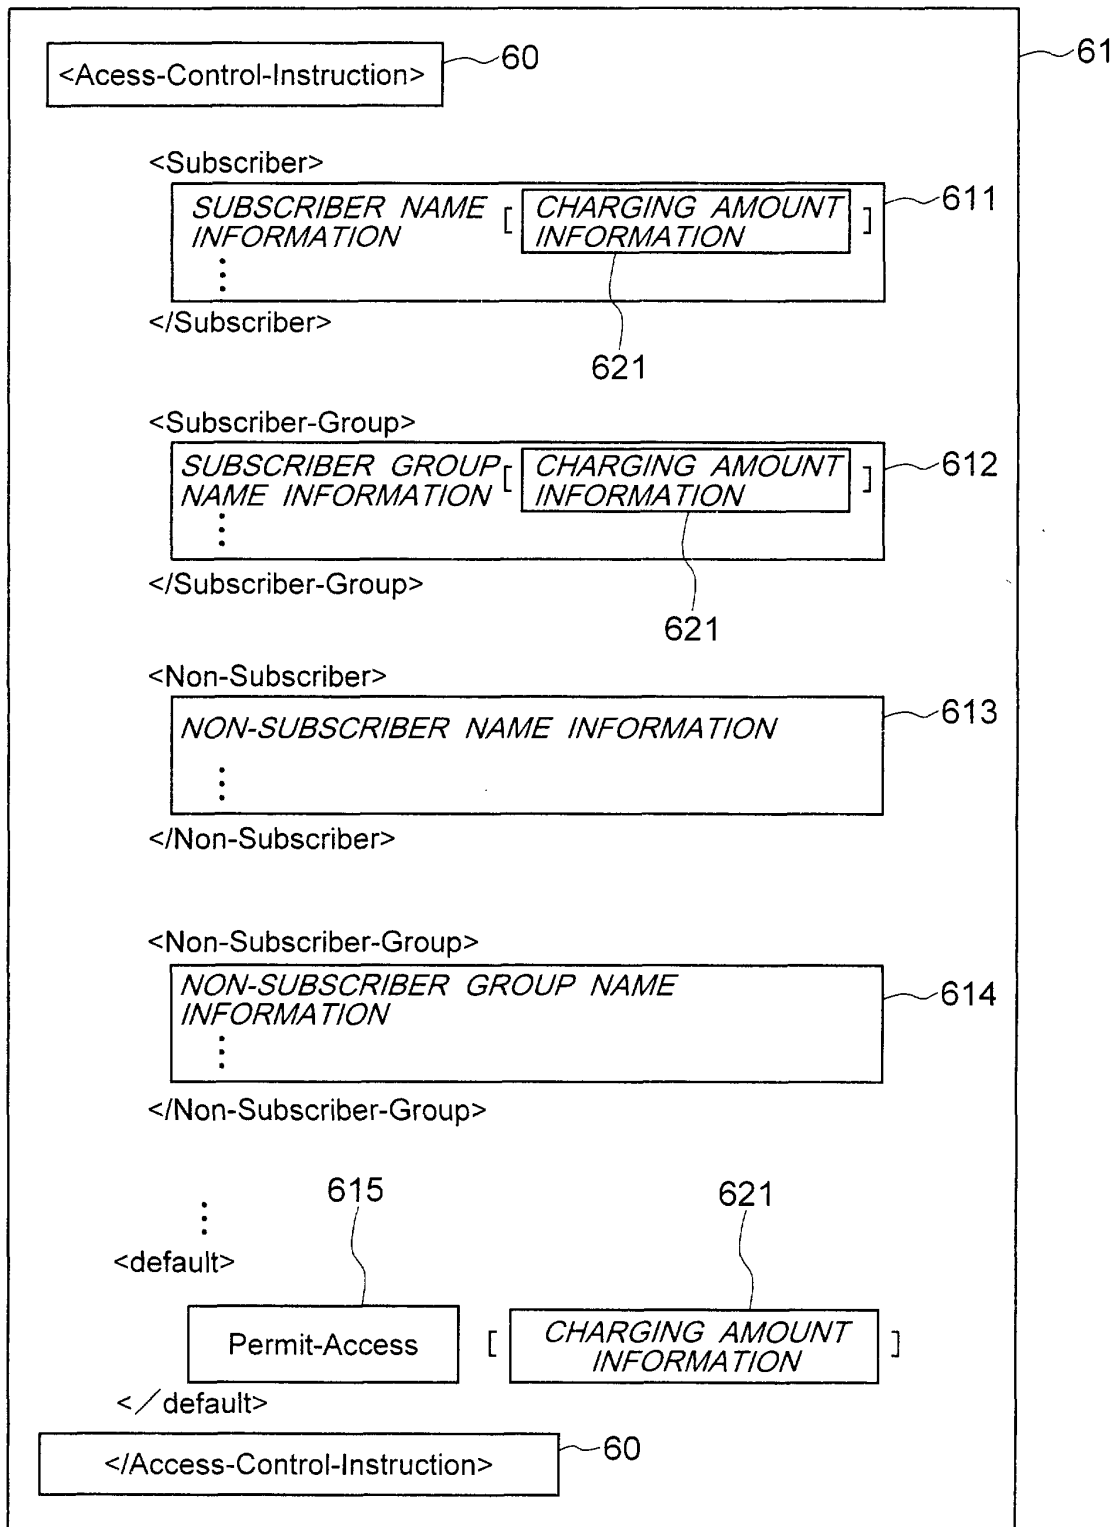 <Acess-Control-Instruction> 60
61
<Subscriber>
SUBSCRIBER NAME [ CHARGING AMOUNT ] 611
INFORMATION INFORMATION
⋮
</Subscriber>
621
<Subscriber-Group>
SUBSCRIBER GROUP [ CHARGING AMOUNT ] 612
NAME INFORMATION INFORMATION
⋮
</Subscriber-Group>
621
<Non-Subscriber>
NON-SUBSCRIBER NAME INFORMATION 613
⋮
</Non-Subscriber>
<Non-Subscriber-Group>
NON-SUBSCRIBER GROUP NAME 614
INFORMATION
⋮
</Non-Subscriber-Group>
615 621
⋮
<default>
Permit-Access [ CHARGING AMOUNT ]
INFORMATION
</default>
</Access-Control-Instruction> 60